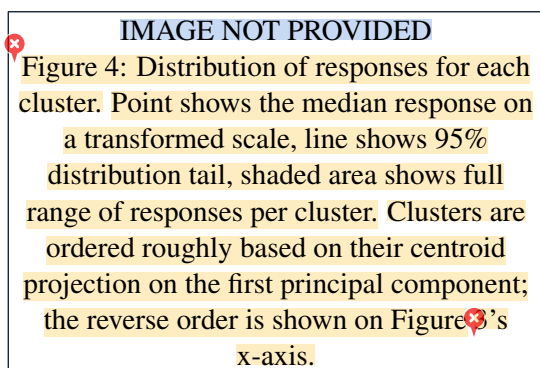 IMAGE NOT PROVIDED
Figure 4: Distribution of responses for each
cluster. Point shows the median response on
a transformed scale, line shows 95%
distribution tail, shaded area shows full
range of responses per cluster. Clusters are
ordered roughly based on their centroid
projection on the first principal component;
the reverse order is shown on Figure 3's
x-axis.